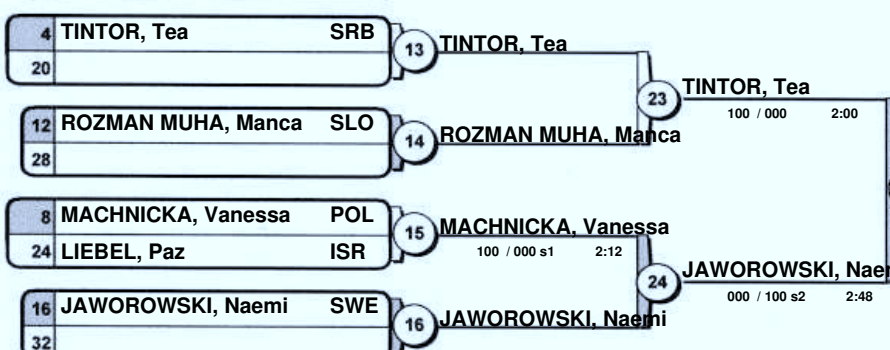 4 TINTOR, Tea SRB
20
13 TINTOR, Tea
12 ROZMAN MUHA, Manca SLO
28
14 ROZMAN MUHA, Manca
23 TINTOR, Tea
100 / 000 2:00
8 MACHNICKA, Vanessa POL
24 LIEBEL, Paz ISR
15 MACHNICKA, Vanessa
100 / 000 s1 2:12
16 JAWOROWSKI, Naemi SWE
32
16 JAWOROWSKI, Naemi
24 JAWOROWSKI, Naem
000 / 100 s2 2:48